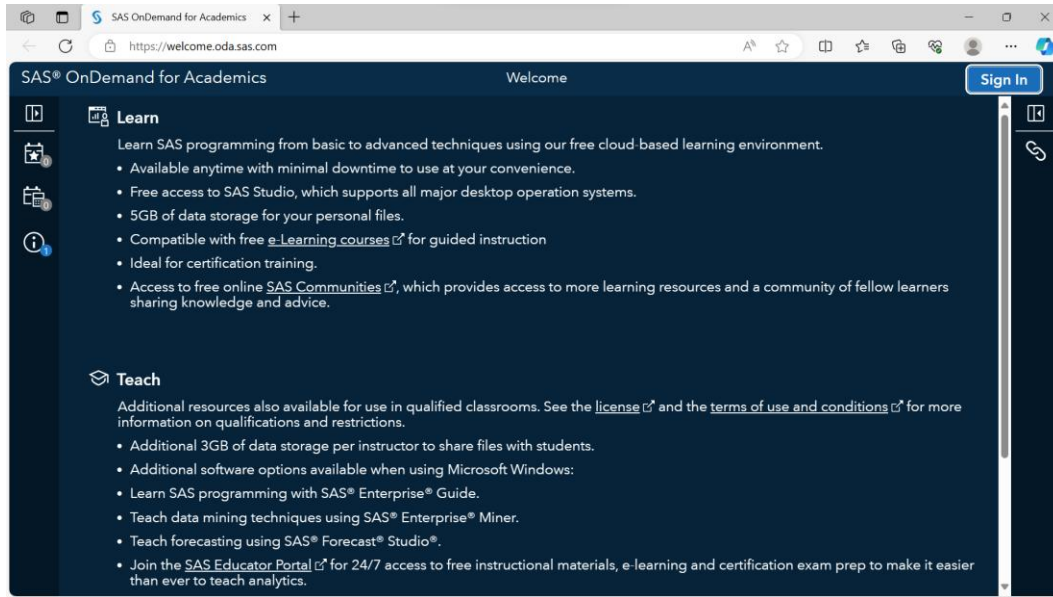 SAS OnDemand for Academics
https://welcome.oda.sas.com
SAS® OnDemand for Academics
Welcome
Sign In
Learn
Learn SAS programming from basic to advanced techniques using our free cloud-based learning environment.
• Available anytime with minimal downtime to use at your convenience.
• Free access to SAS Studio, which supports all major desktop operation systems.
• 5GB of data storage for your personal files.
• Compatible with free e-Learning courses for guided instruction
• Ideal for certification training.
• Access to free online SAS Communities, which provides access to more learning resources and a community of fellow learners
sharing knowledge and advice.
0
0
1
Teach
Additional resources also available for use in qualified classrooms. See the license and the terms of use and conditions for more
information on qualifications and restrictions.
• Additional 3GB of data storage per instructor to share files with students.
• Additional software options available when using Microsoft Windows:
• Learn SAS programming with SAS® Enterprise® Guide.
• Teach data mining techniques using SAS® Enterprise® Miner.
• Teach forecasting using SAS® Forecast® Studio®.
• Join the SAS Educator Portal for 24/7 access to free instructional materials, e-learning and certification exam prep to make it easier
than ever to teach analytics.